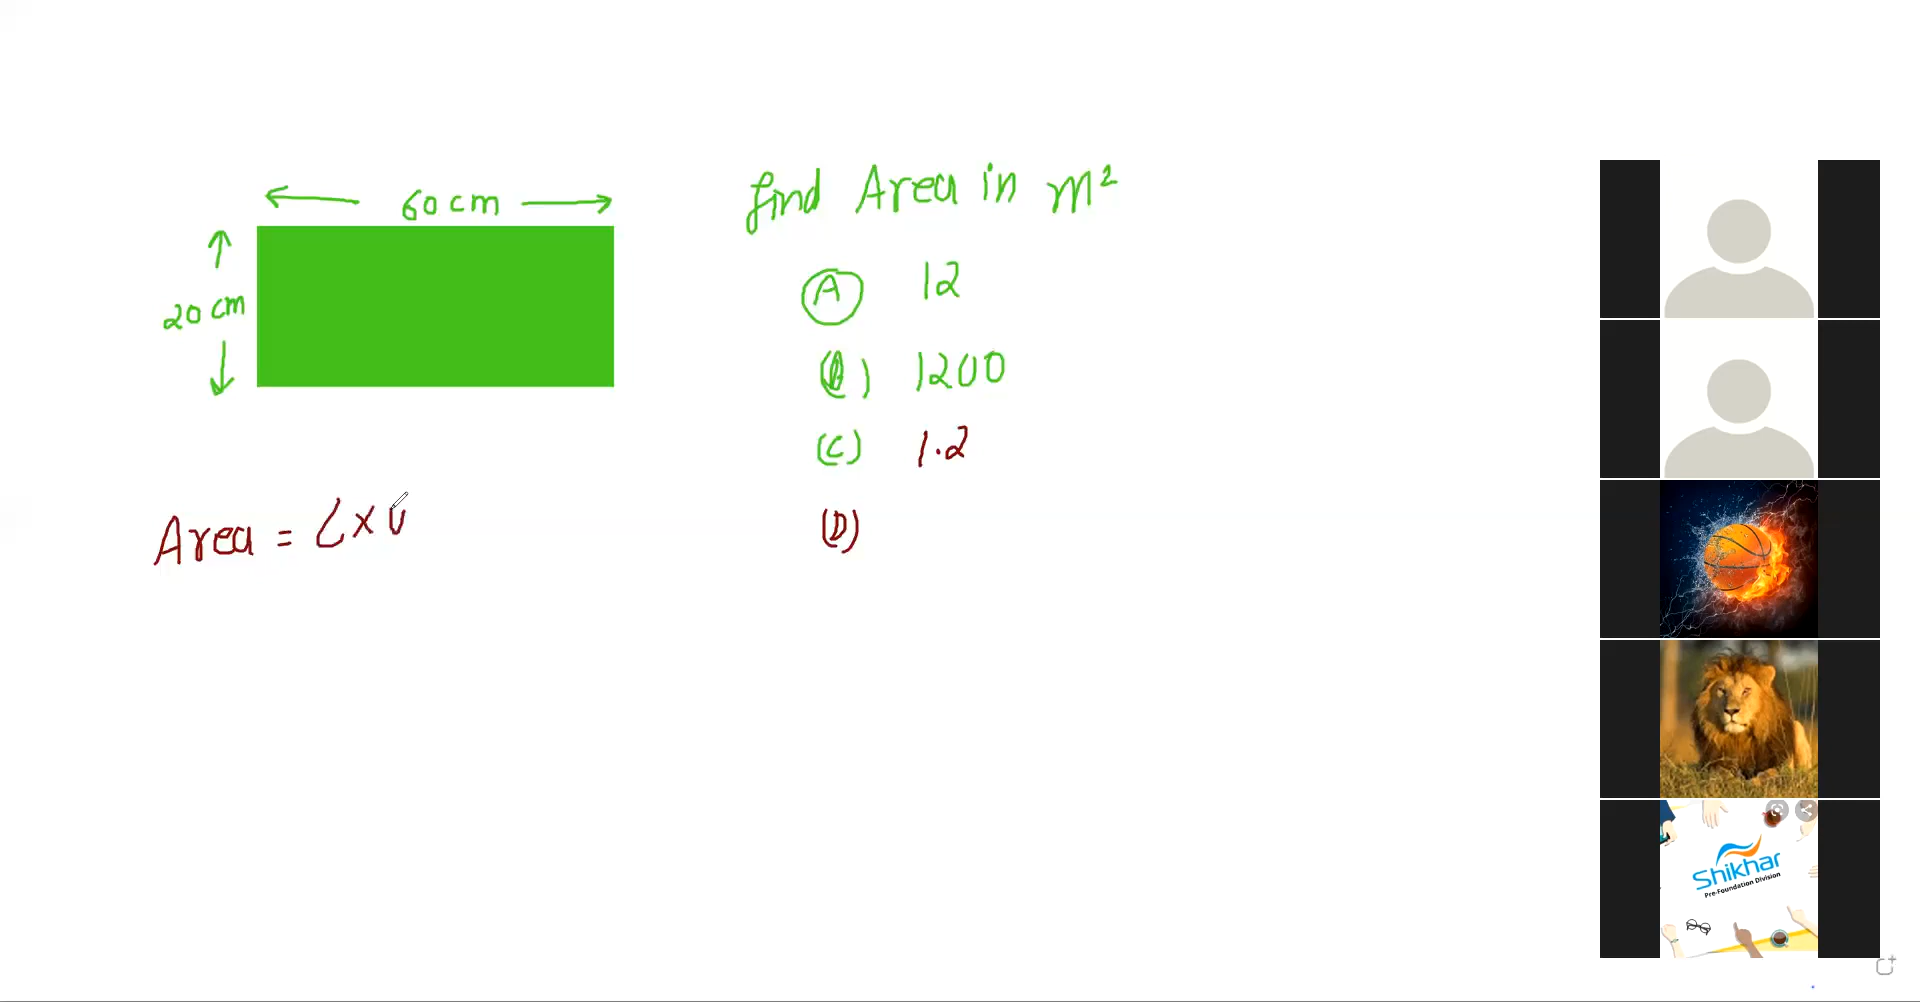 60 cm
20 cm
find Area in m²
(A) 12
) 1200
(C) 1.2
(D)
Area = L×
Shikhar
Pre-Foundation Division